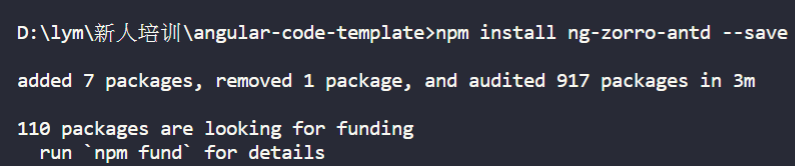 D:\lym\新人培训\angular-code-template>npm install ng-zorro-antd --save
added 7 packages, removed 1 package, and audited 917 packages in 3m
110 packages are looking for funding
run `npm fund` for details